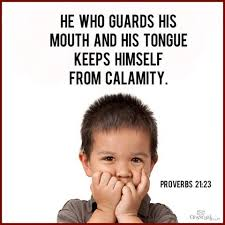 HE WHO GUARDS HIS
MOUTH AND HIS TONGUE
KEEPS HIMSELF
FROM CALAMITY.
PROVERBS 21:23